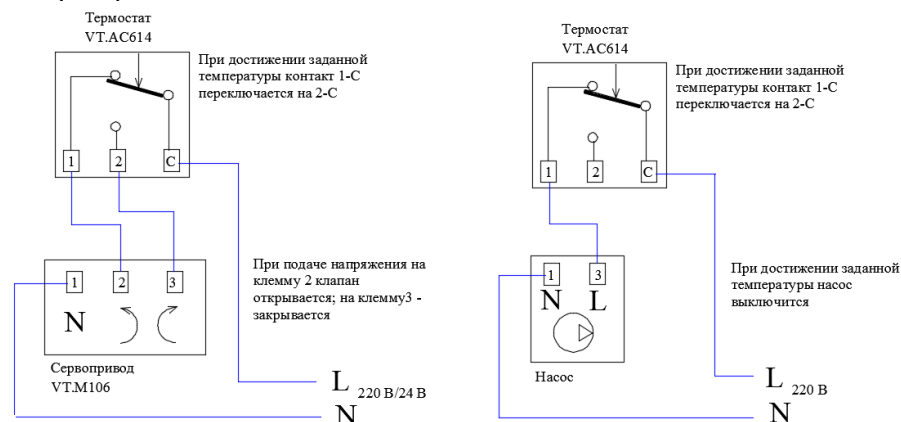 Термостат
VT.AC614
При достижении заданной
температуры контакт 1-С
переключается на 2-С
1
2
C
При подаче напряжения на
клемму 2 клапан
открывается; на клемму3 -
закрывается
1
2
3
N
Сервопривод
VT.M106
L
220 В/24 В
N
Термостат
VT.AC614
При достижении заданной
температуры контакт 1-С
переключается на 2-С
1
2
C
При достижении заданной
температуры насос
выключится
1
3
N
L
Насос
L
220 В
N